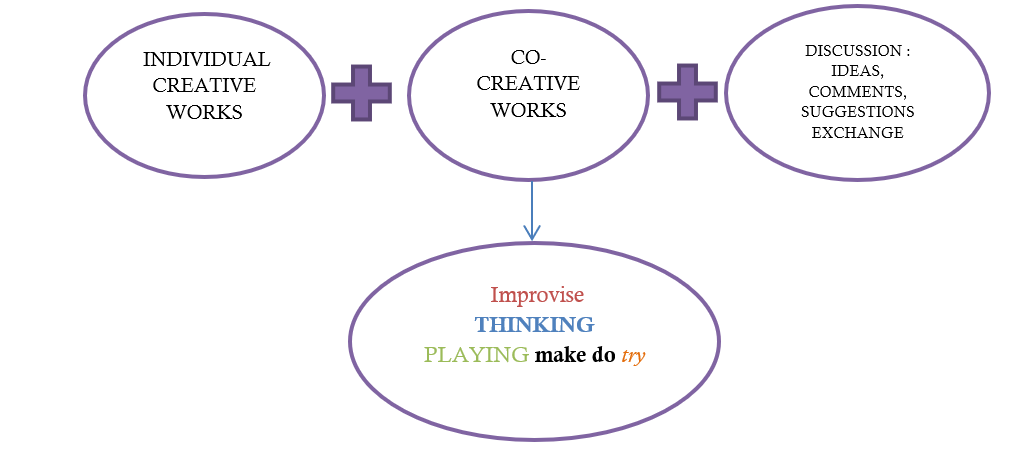 INDIVIDUAL
CREATIVE
WORKS
CO-
CREATIVE
WORKS
DISCUSSION :
IDEAS,
COMMENTS,
SUGGESTIONS
EXCHANGE
Improvise
THINKING
PLAYING make do try